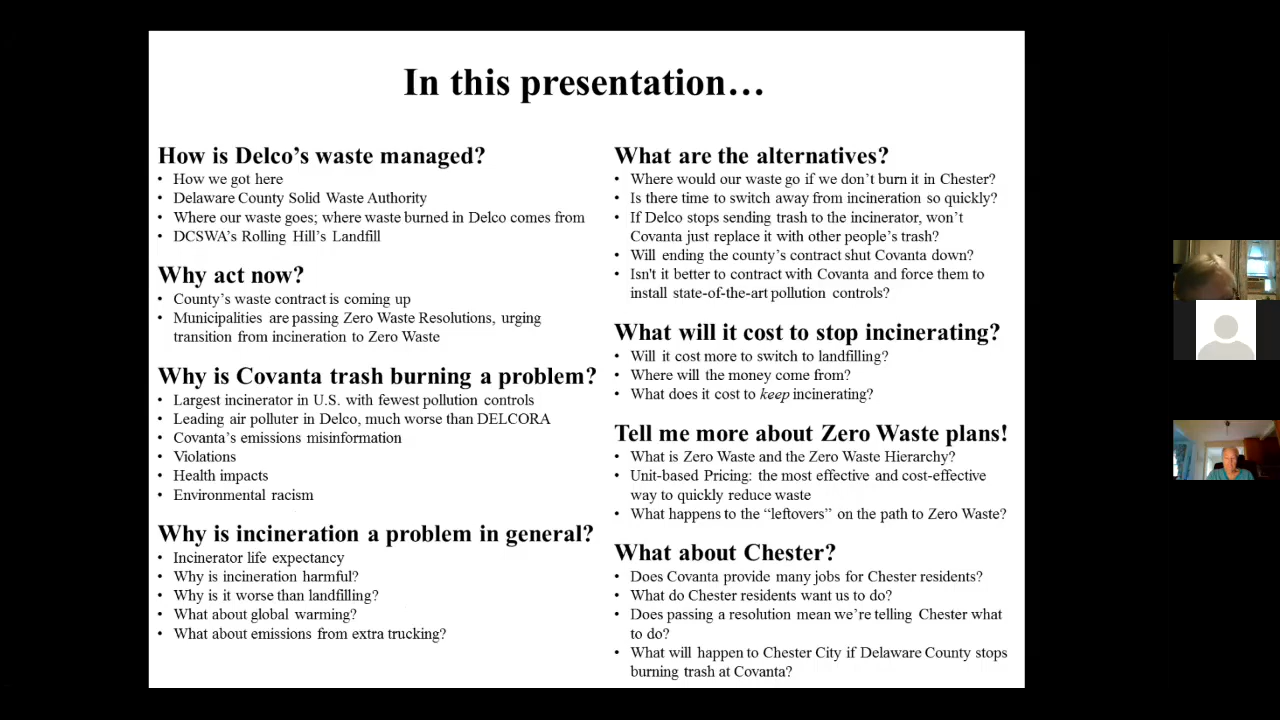 In this presentation…
How is Delco’s waste managed?
• How we got here
• Delaware County Solid Waste Authority
• Where our waste goes; where waste burned in Delco comes from
• DCSWA’s Rolling Hill’s Landfill
Why act now?
• County’s waste contract is coming up
• Municipalities are passing Zero Waste Resolutions, urging
transition from incineration to Zero Waste
Why is Covanta trash burning a problem?
• Largest incinerator in U.S. with fewest pollution controls
• Leading air polluter in Delco, much worse than DELCORA
• Covanta’s emissions misinformation
• Violations
• Health impacts
• Environmental racism
Why is incineration a problem in general?
• Incinerator life expectancy
• Why is incineration harmful?
• Why is it worse than landfilling?
• What about global warming?
• What about emissions from extra trucking?
What are the alternatives?
• Where would our waste go if we don’t burn it in Chester?
• Is there time to switch away from incineration so quickly?
• If Delco stops sending trash to the incinerator, won’t
Covanta just replace it with other people’s trash?
• Will ending the county’s contract shut Covanta down?
• Isn't it better to contract with Covanta and force them to
install state-of-the-art pollution controls?
What will it cost to stop incinerating?
• Will it cost more to switch to landfilling?
• Where will the money come from?
• What does it cost to keep incinerating?
Tell me more about Zero Waste plans!
• What is Zero Waste and the Zero Waste Hierarchy?
• Unit-based Pricing: the most effective and cost-effective
way to quickly reduce waste
• What happens to the “leftovers” on the path to Zero Waste?
What about Chester?
• Does Covanta provide many jobs for Chester residents?
• What do Chester residents want us to do?
• Does passing a resolution mean we’re telling Chester what
to do?
• What will happen to Chester City if Delaware County stops
burning trash at Covanta?